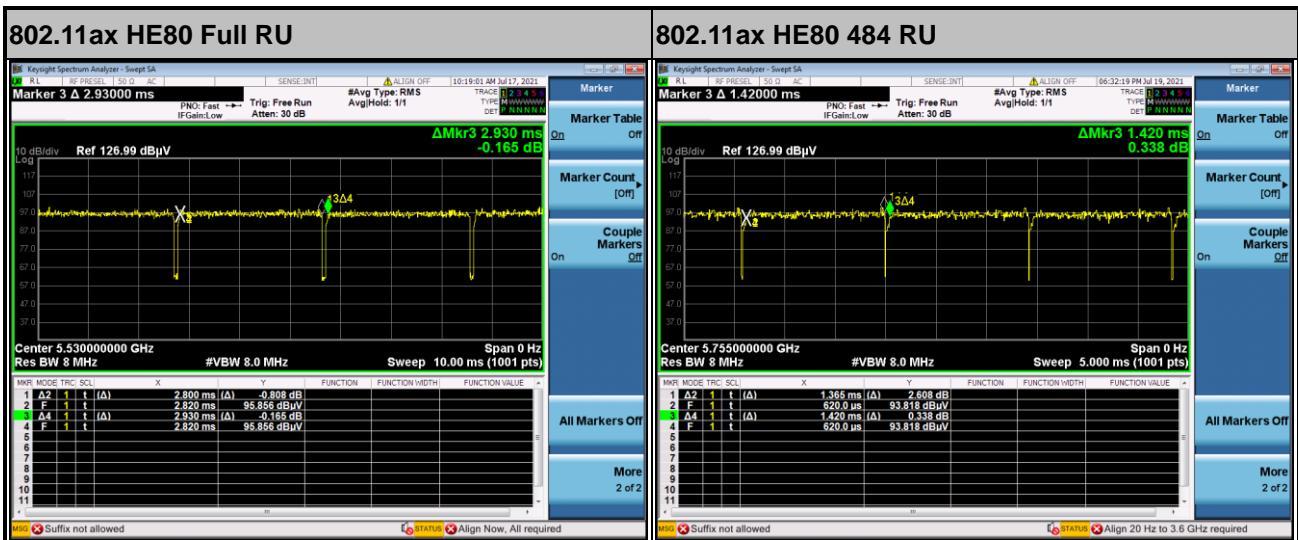 802.11ax HE80 Full RU
Keysight Spectrum Analyzer - Swept SA
RL RF PRESEL 50 Ω AC SENSE:INT ALIGN OFF 10:19:01 AM Jul 17, 2021
Marker 3 Δ 2.93000 ms
PNO: Fast Trig: Free Run #Avg Type: RMS TRACE 1 2 3 4 5 6
IFGain:Low Atten: 30 dB Avg|Hold: 1/1 TYPE M WWWWW
DET P N N N N N
ΔMkr3 2.930 ms
-0.165 dB
10 dB/div Ref 126.99 dBµV
Log
117
107
97.0
87.0
77.0
67.0
57.0
47.0
37.0
3Δ4
Center 5.530000000 GHz Span 0 Hz
Res BW 8 MHz #VBW 8.0 MHz Sweep 10.00 ms (1001 pts)
MKR MODE TRC SCL X Y FUNCTION FUNCTION WIDTH FUNCTION VALUE
1 Δ2 1 t (Δ) 2.800 ms (Δ) -0.808 dB
2 F 1 t 2.820 ms 95.856 dBµV
3 Δ4 1 t (Δ) 2.930 ms (Δ) -0.165 dB
4 F 1 t 2.820 ms 95.856 dBµV
5
6
7
8
9
10
11
MSG Suffix not allowed STATUS Align Now, All required
Marker
Marker Table
On Off
Marker Count
[Off]
Couple
Markers
On Off
All Markers Off
More
2 of 2
802.11ax HE80 484 RU
Keysight Spectrum Analyzer - Swept SA
RL RF PRESEL 50 Ω AC SENSE:INT ALIGN OFF 06:32:19 PM Jul 19, 2021
Marker 3 Δ 1.42000 ms
PNO: Fast Trig: Free Run #Avg Type: RMS TRACE 1 2 3 4 5 6
IFGain:Low Atten: 30 dB Avg|Hold: 1/1 TYPE M WWWWW
DET P N N N N N
ΔMkr3 1.420 ms
0.338 dB
10 dB/div Ref 126.99 dBµV
Log
117
107
97.0
87.0
77.0
67.0
57.0
47.0
37.0
3Δ4
Center 5.755000000 GHz Span 0 Hz
Res BW 8 MHz #VBW 8.0 MHz Sweep 5.000 ms (1001 pts)
MKR MODE TRC SCL X Y FUNCTION FUNCTION WIDTH FUNCTION VALUE
1 Δ2 1 t (Δ) 1.365 ms (Δ) 2.608 dB
2 F 1 t 620.0 µs 93.818 dBµV
3 Δ4 1 t (Δ) 1.420 ms (Δ) 0.338 dB
4 F 1 t 620.0 µs 93.818 dBµV
5
6
7
8
9
10
11
MSG Suffix not allowed STATUS Align 20 Hz to 3.6 GHz required
Marker
Marker Table
On Off
Marker Count
[Off]
Couple
Markers
On Off
All Markers Off
More
2 of 2